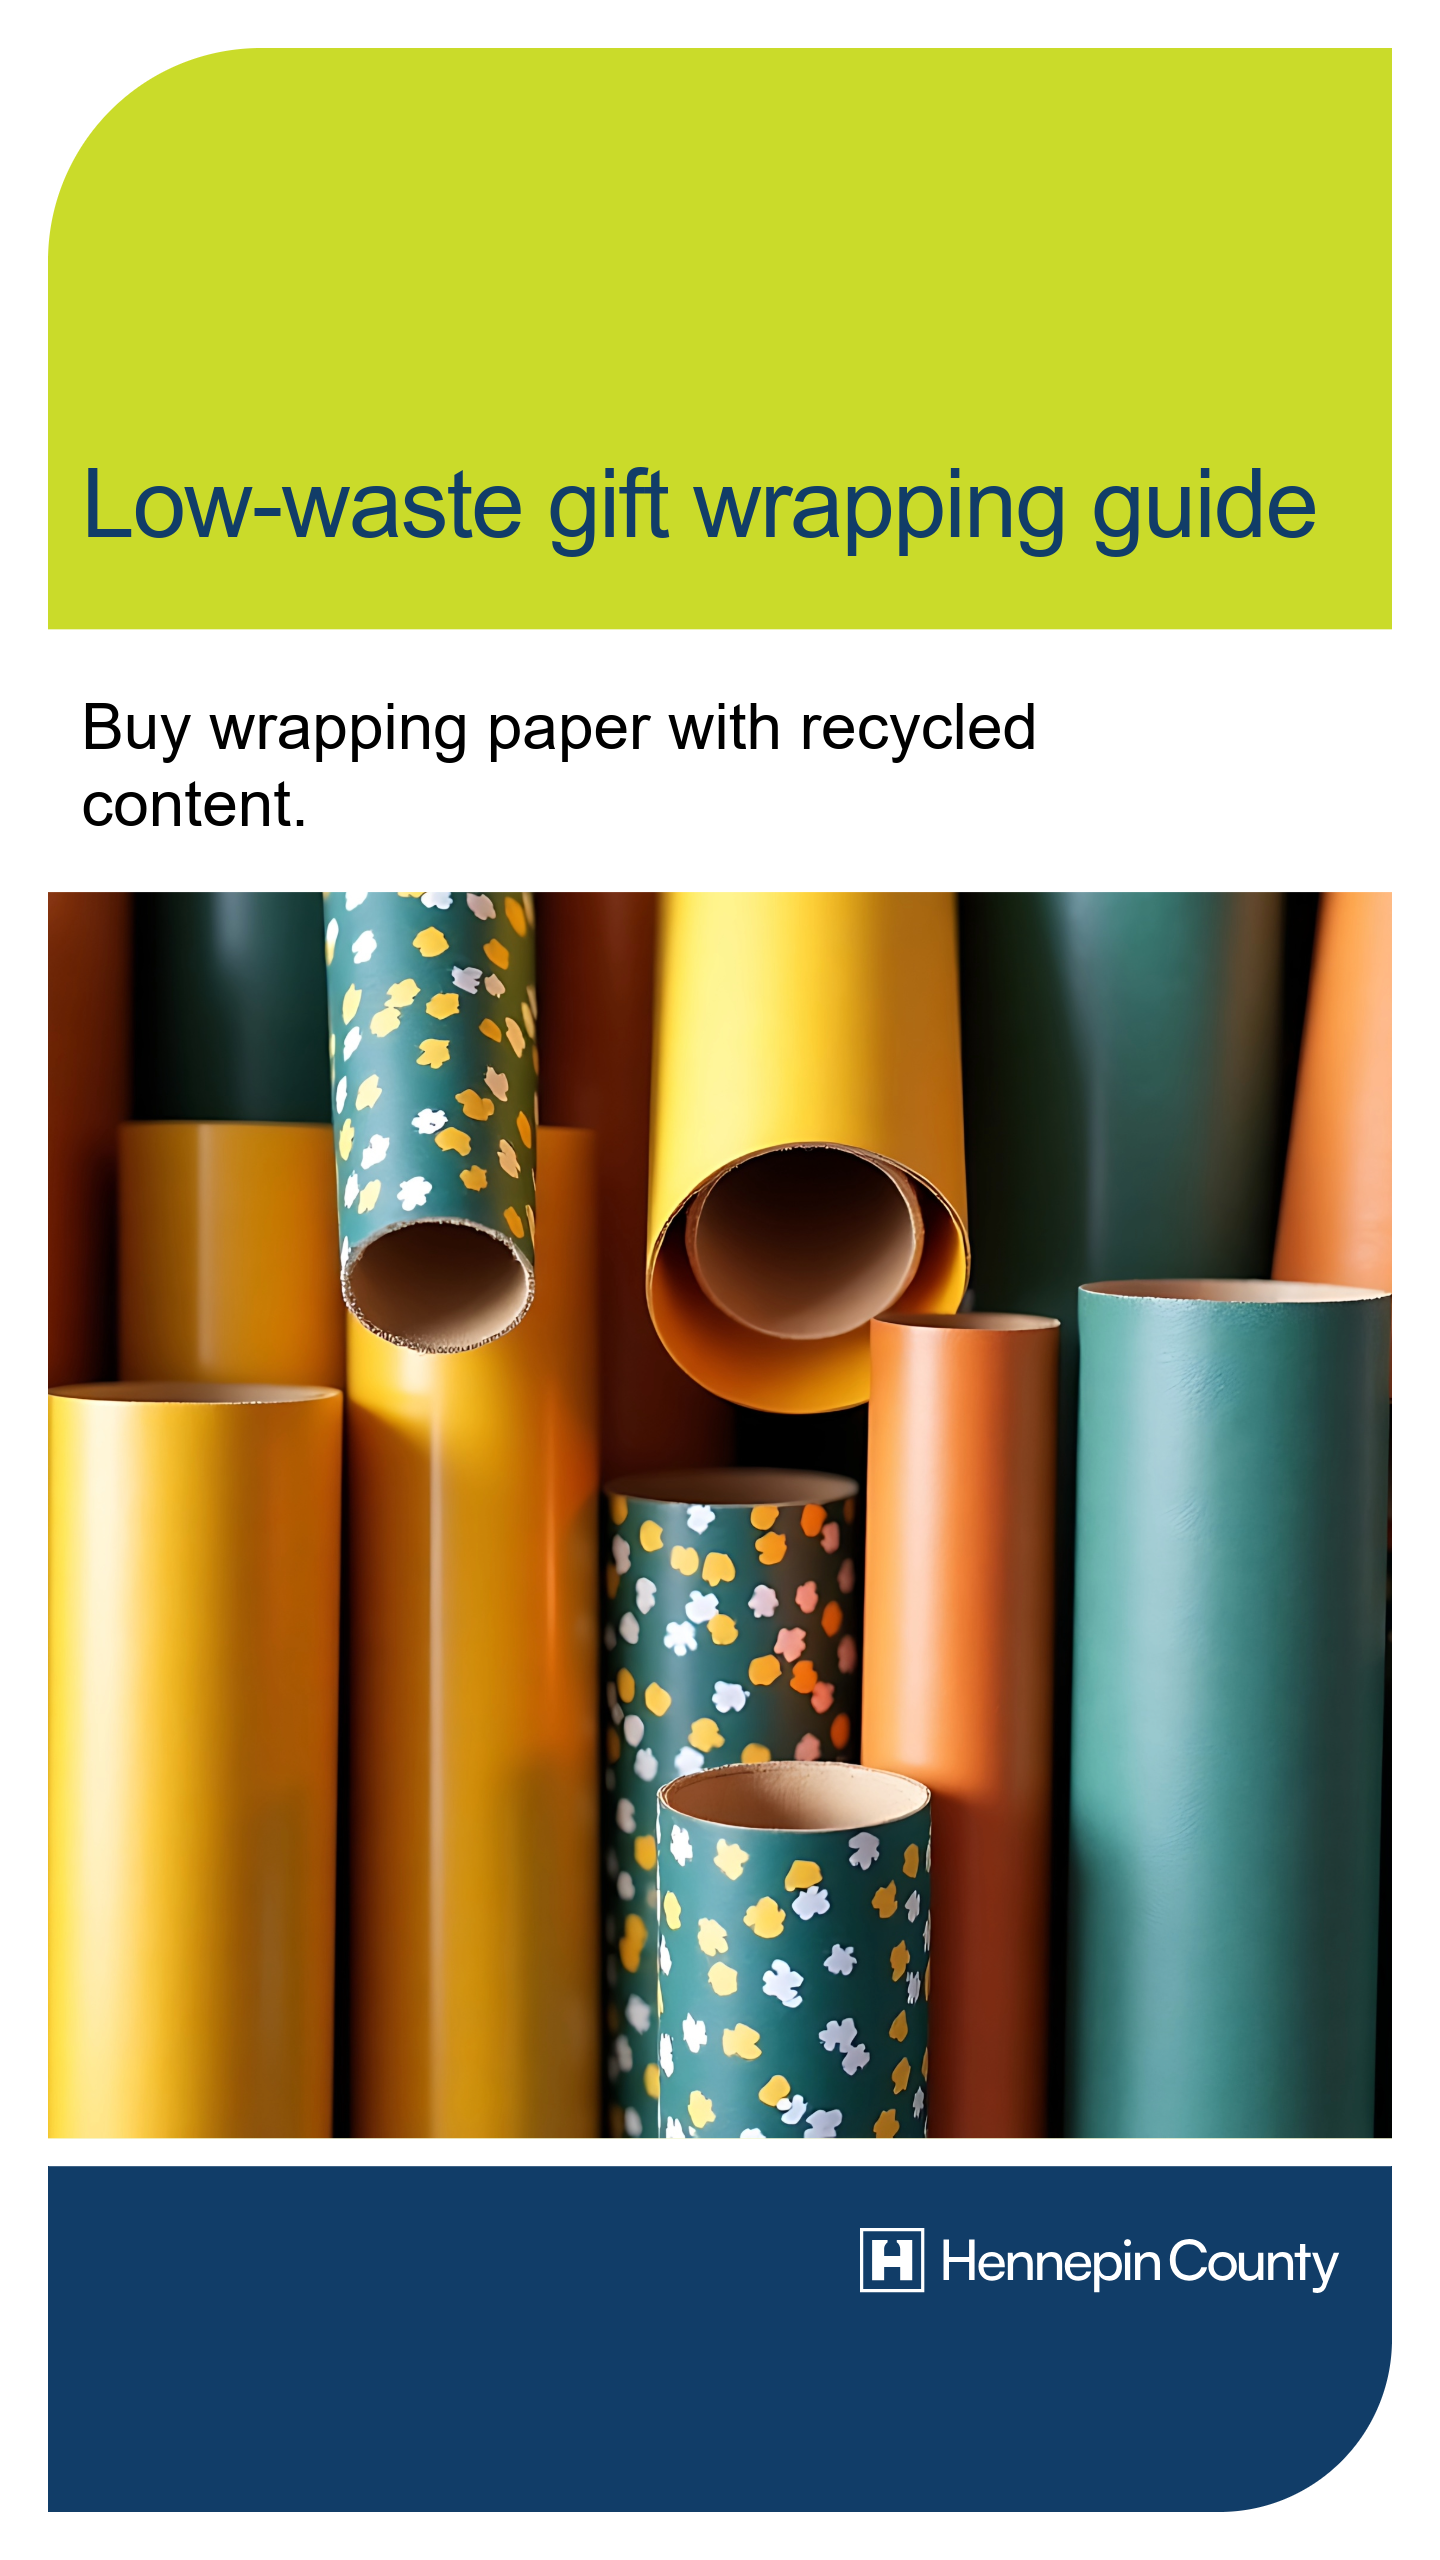 Low-waste gift wrapping guide
Buy wrapping paper with recycled
content.
H Hennepin County